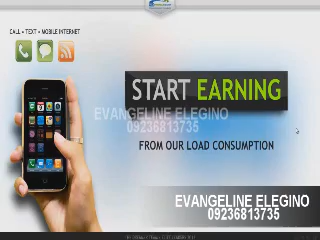 CALL • TEXT • MOBILE INTERNET
START EARNING
EVANGELINE ELEGINO
09236813735
FROM OUR LOAD CONSUMPTION
EVANGELINE ELEGINO
09236813735